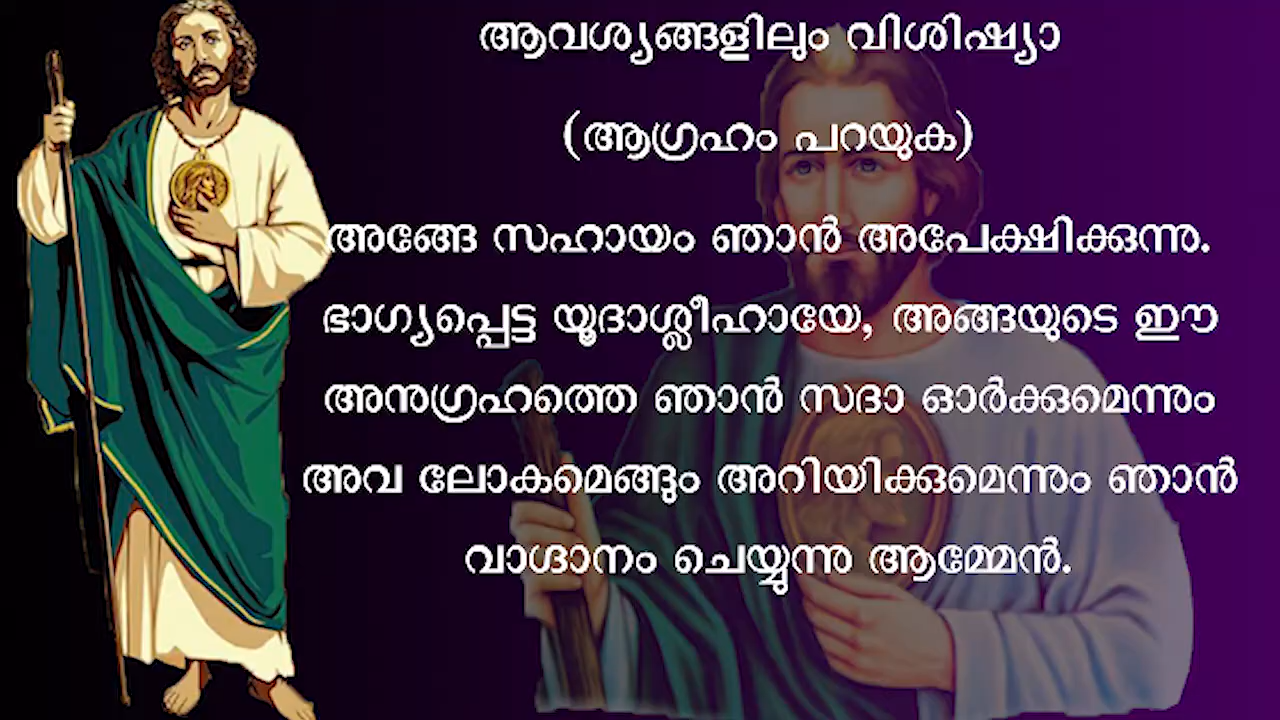 ആവശ്യങ്ങളിലും വിശിഷ്യാ
(ആഗ്രഹം പറയുക)
അങ്ങേ സഹായം ഞാൻ അപേക്ഷിക്കുന്നു.
ഭാഗ്യപ്പെട്ട യൂദാശ്ലീഹായേ, അങ്ങയുടെ ഈ
അനുഗ്രഹത്തെ ഞാൻ സദാ ഓർക്കുമെന്നും
അവ ലോകമെങ്ങും അറിയിക്കുമെന്നും ഞാൻ
വാഗ്ദാനം ചെയ്യുന്നു ആമ്മേൻ.